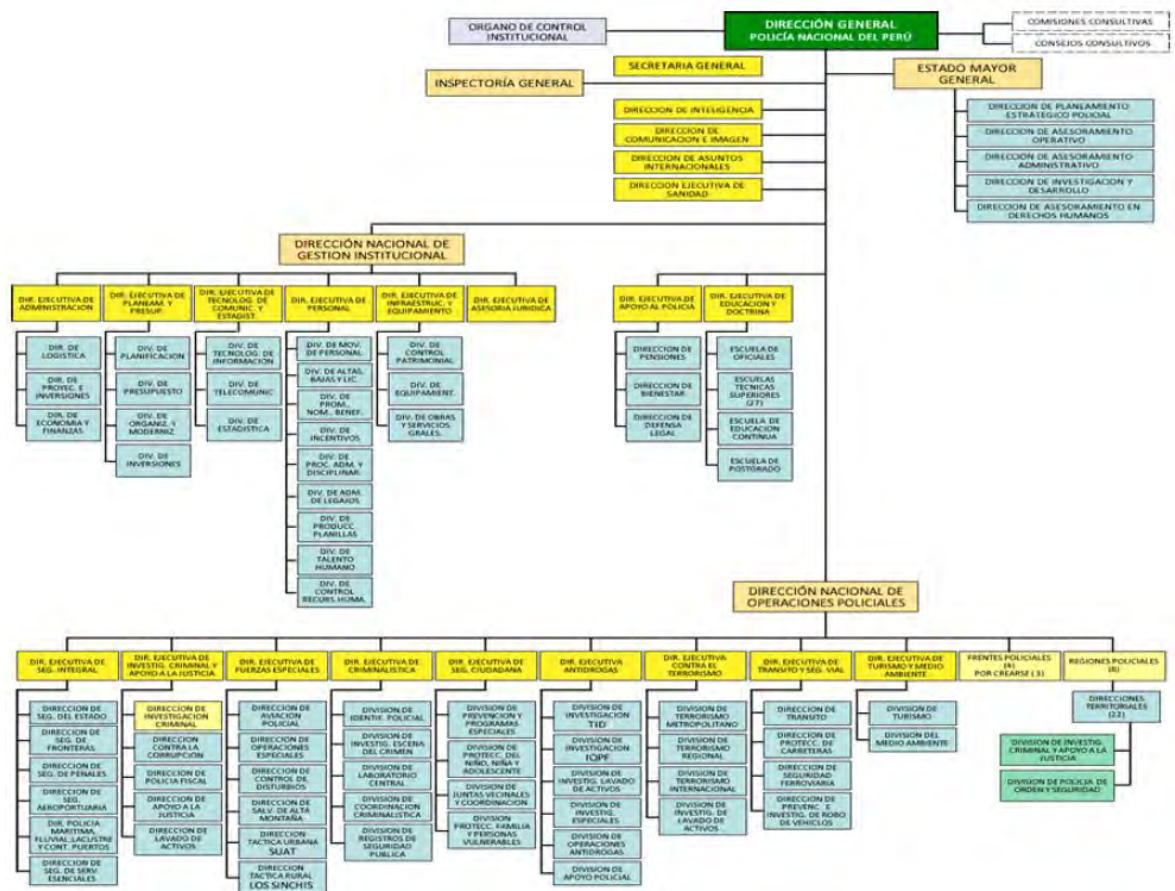 ORGANO DE CONTROL
INSTITUCIONAL
DIRECCIÓN GENERAL
POLICÍA NACIONAL DEL PERÚ
COMISIONES CONSULTIVAS
CONSEJOS CONSULTIVOS
SECRETARIA GENERAL
INSPECTORÍA GENERAL
ESTADO MAYOR
GENERAL
DIRECCION DE INTELIGENCIA
DIRECCION DE
COMUNICACION E IMAGEN
DIRECCION DE ASUNTOS
INTERNACIONALES
DIRECCION EJECUTIVA DE
SANIDAD
DIRECCION DE PLANEAMIENTO
ESTRATEGICO POLICIAL
DIRECCION DE ASESORAMIENTO
OPERATIVO
DIRECCION DE ASESORAMIENTO
ADMINISTRATIVO
DIRECCION DE INVESTIGACION Y
DESARROLLO
DIRECCION DE ASESORAMIENTO EN
DERECHOS HUMANOS
DIRECCIÓN NACIONAL DE
GESTION INSTITUCIONAL
DIR. EJECUTIVA DE
ADMINISTRACIÓN
DIR. DE
LOGISTICA
DIR. DE
PROYEC. E
INVERSIONES
DIR. DE
ECONOMIA Y
FINANZAS
DIR. EJECUTIVA DE
PLANEAM. Y
PRESUP.
DIV. DE
PLANIFICACION
DIV. DE
PRESUPUESTO
DIV. DE
ORGANIZ. Y
MODERNIZ.
DIV. DE
INVERSIONES
DIR. EJECUTIVA DE
TECNOLOG. DE
COMUNIC. Y
ESTADIST.
DIV. DE
TECNOLOG. DE
INFORMACION
DIV. DE
TELECOMUNIC
DIV. DE
ESTADISTICA
DIR. EJECUTIVA DE
PERSONAL
DIV. DE MOV.
DE PERSONAL
DIV. DE ALTAS,
BAJAS Y LIC.
DIV. DE
PROM.,
NOM., BENEF.
DIV. DE
INCENTIVOS
DIV. DE
PROC. ADM. Y
DISCIPLINAR.
DIV. DE ADM.
DE LEGAJOS
DIV. DE
PRODUCC.
PLANILLAS
DIV. DE
TALENTO
HUMANO
DIV. DE
CONTROL
RECURS. HUMA.
DIR. EJECUTIVA DE
INFRAESTRUC. Y
EQUIPAMIENTO
DIV. DE
CONTROL
PATRIMONIAL
DIV. DE
EQUIPAMIENT.
DIV. DE OBRAS
Y SERVICIOS
GRALES.
DIR. EJECUTIVA DE
ASESORIA JURIDICA
DIR. EJECUTIVA DE
APOYO AL POLICIA
DIRECCION DE
PENSIONES
DIRECCION DE
BIENESTAR
DIRECCION DE
DEFENSA
LEGAL
DIR. EJECUTIVA DE
EDUCACION Y
DOCTRINA
ESCUELA DE
OFICIALES
ESCUELAS
TECNICAS
SUPERIORES
(27)
ESCUELA DE
EDUCACION
CONTINUA
ESCUELA DE
POSTGRADO
DIRECCIÓN NACIONAL DE
OPERACIONES POLICIALES
DIR. EJECUTIVA DE
SEG. INTEGRAL
DIRECCION DE
SEG. DEL ESTADO
DIRECCION DE
SEG. DE
FRONTERAS
DIRECCION DE
SEG. DE PENALES
DIRECCION DE
SEG.
AEROPORTUARIA
DIR. POLICIA
MARITIMA,
FLUVIAL, LACUSTRE
Y CONT. PUERTOS
DIRECCION DE
SEG. DE SERV.
ESENCIALES
DIR. EJECUTIVA DE
INVESTIG. CRIMINAL Y
APOYO A LA JUSTICIA
DIRECCION DE
INVESTIGACION
CRIMINAL
DIRECCION
CONTRA LA
CORRUPCION
DIRECCION DE
POLICIA FISCAL
DIRECCION DE
APOYO A LA
JUSTICIA
DIRECCION DE
LAVADO DE
ACTIVOS
DIR. EJECUTIVA DE
FUERZAS ESPECIALES
DIRECCION DE
AVIACION
POLICIAL
DIRECCION DE
OPERACIONES
ESPECIALES
DIRECCION DE
CONTROL DE
DISTURBIOS
DIRECCION DE
SALV. DE ALTA
MONTAÑA
DIRECCION
TACTICA URBANA
SUAT
DIRECCION
TACTICA RURAL
LOS SINCHIS
DIR. EJECUTIVA DE
CRIMINALISTICA
DIVISION DE
IDENTIF. POLICIAL
DIVISION DE
INVESTIG. ESCENA
DEL CRIMEN
DIVISION DE
LABORATORIO
CENTRAL
DIVISION DE
COORDINACION
CRIMINALISTICA
DIVISION DE
REGISTROS DE
SEGURIDAD
PUBLICA
DIR. EJECUTIVA DE
SEG. CIUDADANA
DIVISION DE
PREVENCION Y
PROGRAMAS
ESPECIALES
DIVISION DE
PROTECC. DEL
NIÑO, NIÑA Y
ADOLESCENTE
DIVISION DE
JUNTAS VECINALES
Y COORDINACION
DIVISION
PROTECC. FAMILIA
Y PERSONAS
VULNERABLES
DIR. EJECUTIVA
ANTIDROGAS
DIVISION DE
INVESTIGACION
TID
DIVISION DE
INVESTIGACION
IQPF
DIVISION DE
INVESTIG. LAVADO
DE ACTIVOS
DIVISION DE
INVESTIG.
ESPECIALES
DIVISION DE
OPERACIONES
ANTIDROGAS
DIVISION DE
APOYO POLICIAL
DIR. EJECUTIVA
CONTRA EL
TERRORISMO
DIVISION DE
TERRORISMO
METROPOLITANO
DIVISION DE
TERRORISMO
REGIONAL
DIVISION DE
TERRORISMO
INTERNACIONAL
DIVISION DE
INVESTIG. DE
LAVADO DE
ACTIVOS
DIR. EJECUTIVA DE
TRANSITO Y SEG. VIAL
DIRECCION DE
TRANSITO
DIRECCION DE
PROTECC. DE
CARRETERAS
DIRECCION DE
SEGURIDAD
FERROVIARIA
DIRECCION DE
PREVENC. E
INVESTIG. DE ROBO
DE VEHICLOS
DIR. EJECUTIVA DE
TURISMO Y MEDIO
AMBIENTE
DIVISION DE
TURISMO
DIVISION DEL
MEDIO AMBIENTE
FRENTES POLICIALES
(4)
POR CREARSE (3)
REGIONES POLICIALES
(8)
DIRECCIONES
TERRITORIALES
(22)
DIVISION DE INVESTIG.
CRIMINAL Y APOYO A LA
JUSTICIA
DIVISION DE POLICIA DE
ORDEN Y SEGURIDAD